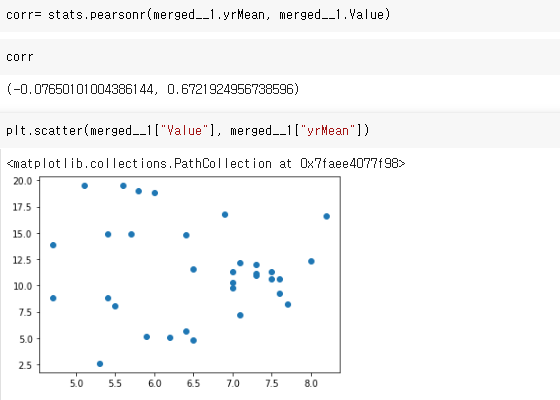 corr= stats.pearsonr(merged__1.yrMean, merged__1.Value)
corr
(-0.07650101004386144, 0.6721924956738596)
plt.scatter(merged__1["Value"], merged__1["yrMean"])
<matplotlib.collections.PathCollection at 0x7faee4077f98>
20.0
17.5
15.0
12.5
10.0
7.5
5.0
2.5
5.0 5.5 6.0 6.5 7.0 7.5 8.0